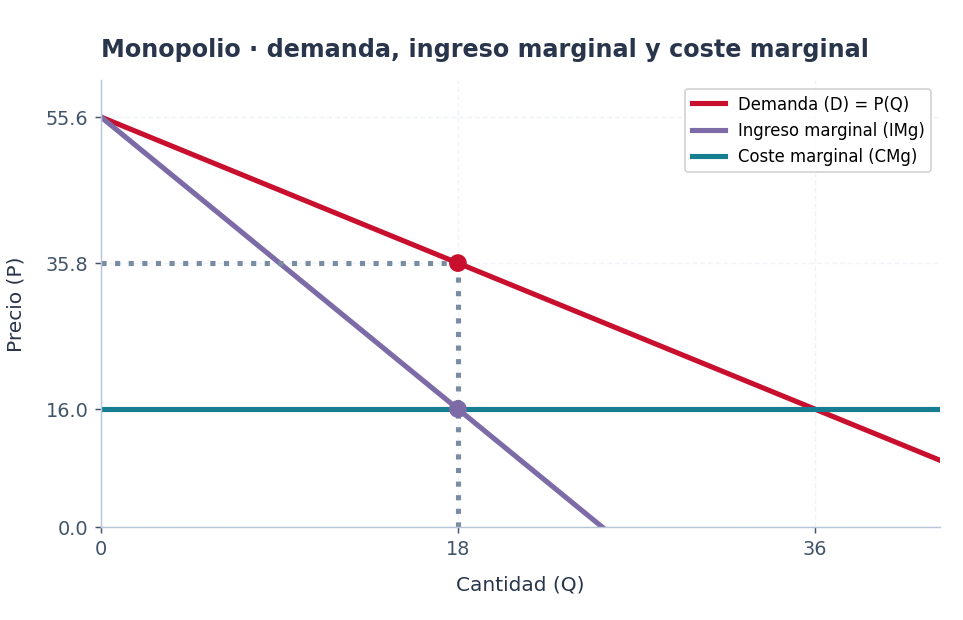 Monopolio · demanda, ingreso marginal y coste marginal
Demanda (D) = P(Q)
Ingreso marginal (IMg)
Coste marginal (CMg)
Precio (P)
55.6
35.8
16.0
0.0
0
18
36
Cantidad (Q)